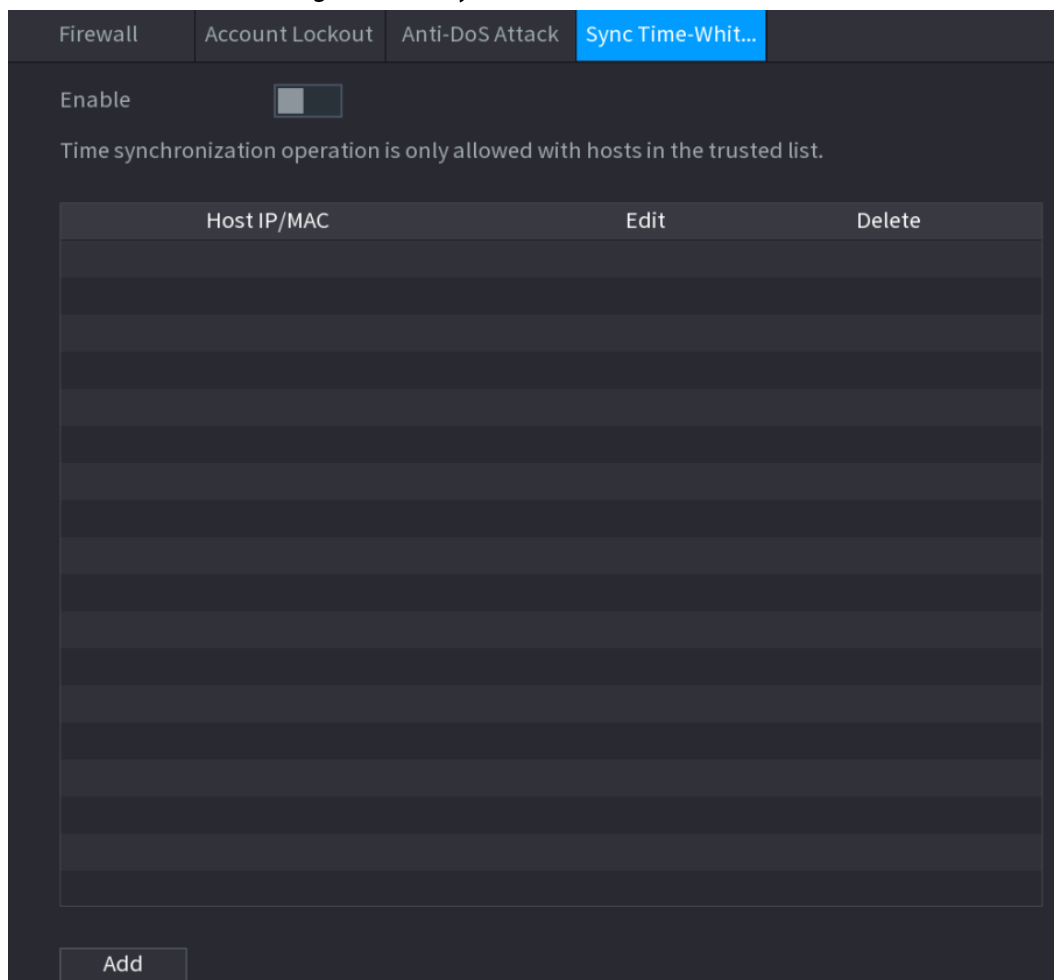 Firewall Account Lockout Anti-DoS Attack Sync Time-Whit...
Enable
Time synchronization operation is only allowed with hosts in the trusted list.
Host IP/MAC Edit Delete
Add